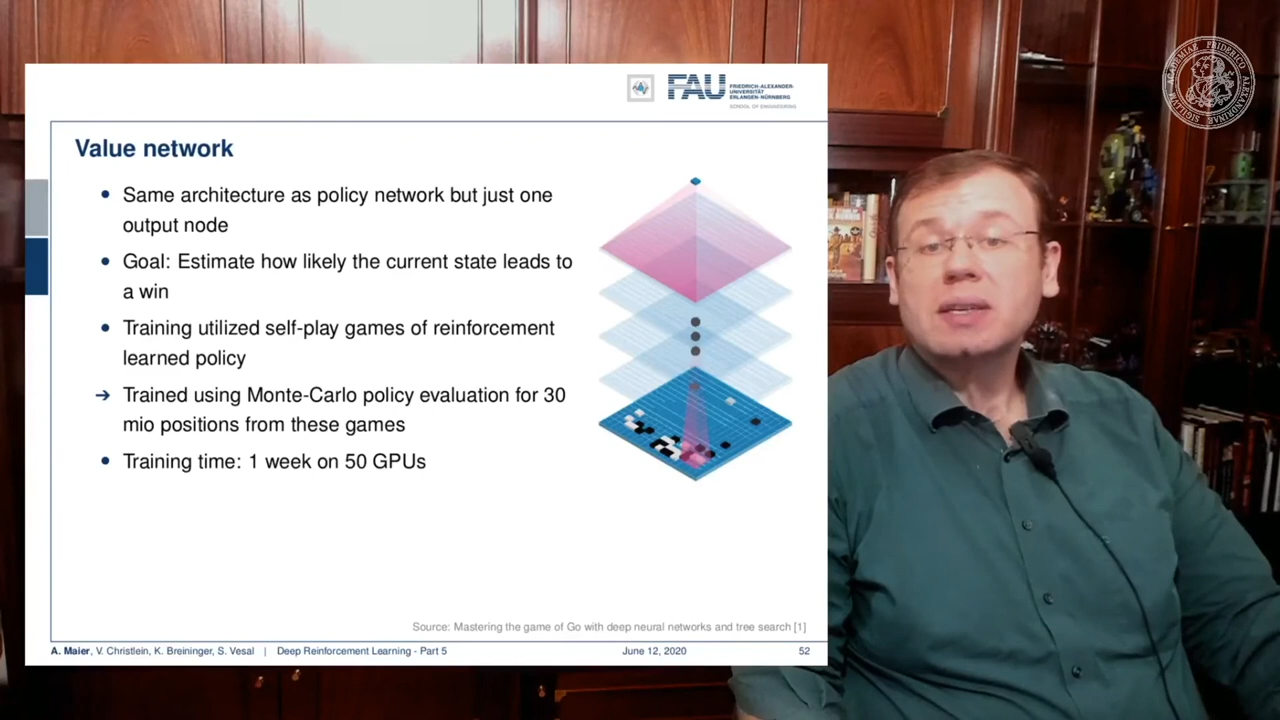 FAU
FRIEDRICH-ALEXANDER-
UNIVERSITÄT
ERLANGEN-NÜRNBERG
SCHOOL OF ENGINEERING
Value network
Same architecture as policy network but just one
output node
Goal: Estimate how likely the current state leads to
a win
Training utilized self-play games of reinforcement
learned policy
➔ Trained using Monte-Carlo policy evaluation for 30
mio positions from these games
Training time: 1 week on 50 GPUs
Source: Mastering the game of Go with deep neural networks and tree search [1]
A. Maier, V. Christlein, K. Breininger, S. Vesal | Deep Reinforcement Learning - Part 5 June 12, 2020 52